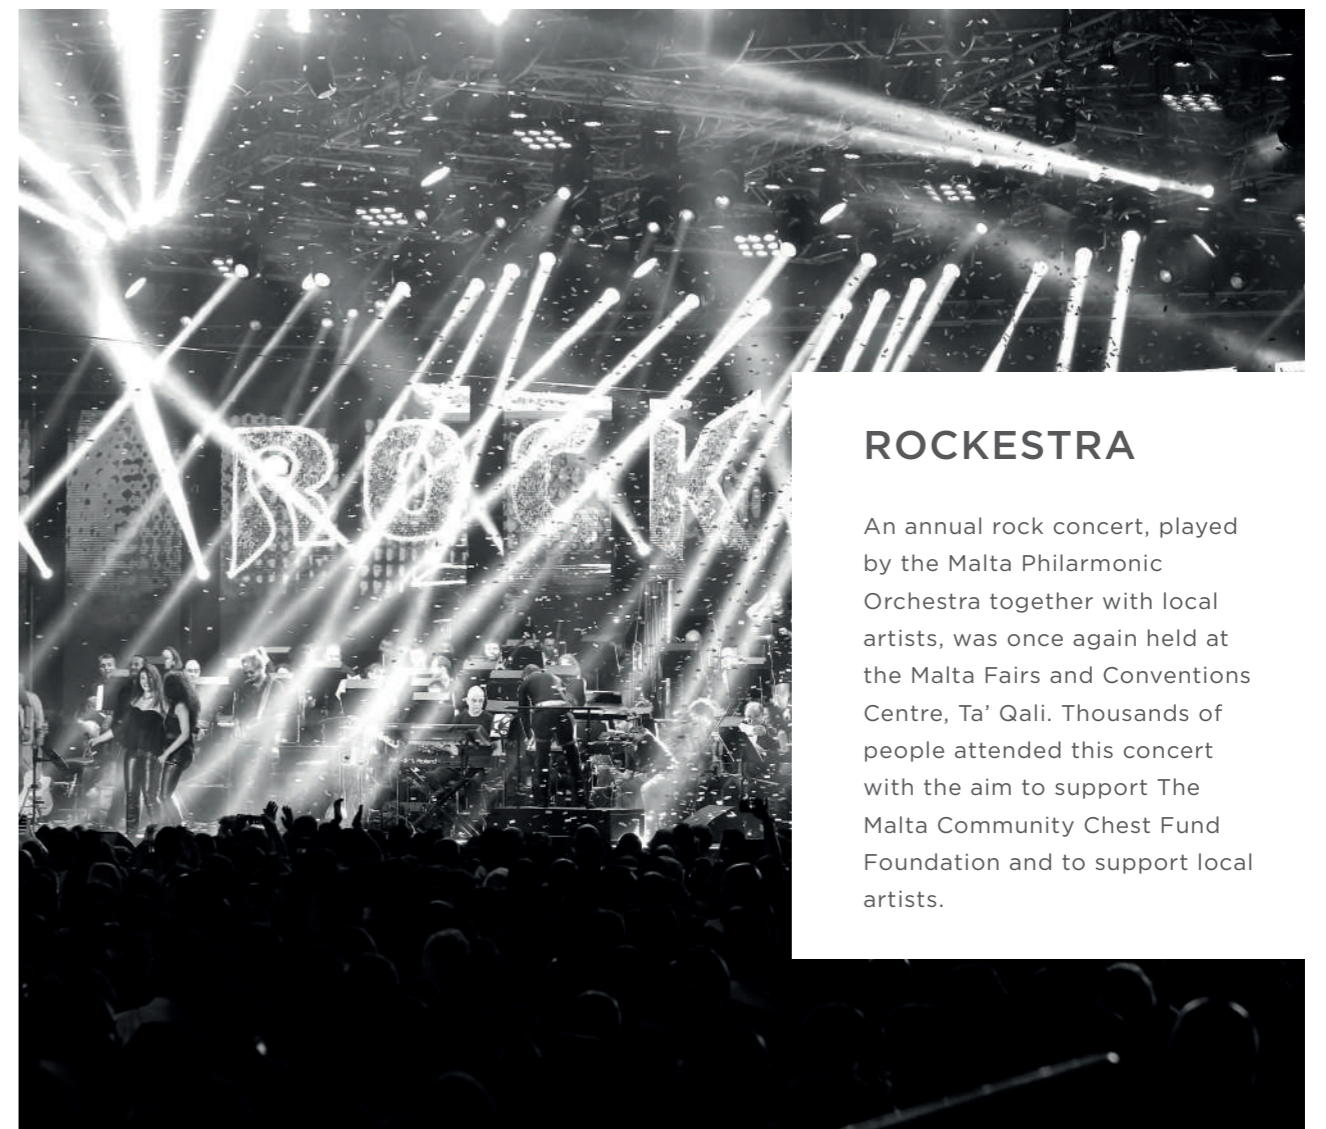 ROCK
Roland
ROCKESTRA
An annual rock concert, played
by the Malta Philarmonic
Orchestra together with local
artists, was once again held at
the Malta Fairs and Conventions
Centre, Ta’ Qali. Thousands of
people attended this concert
with the aim to support The
Malta Community Chest Fund
Foundation and to support local
artists.